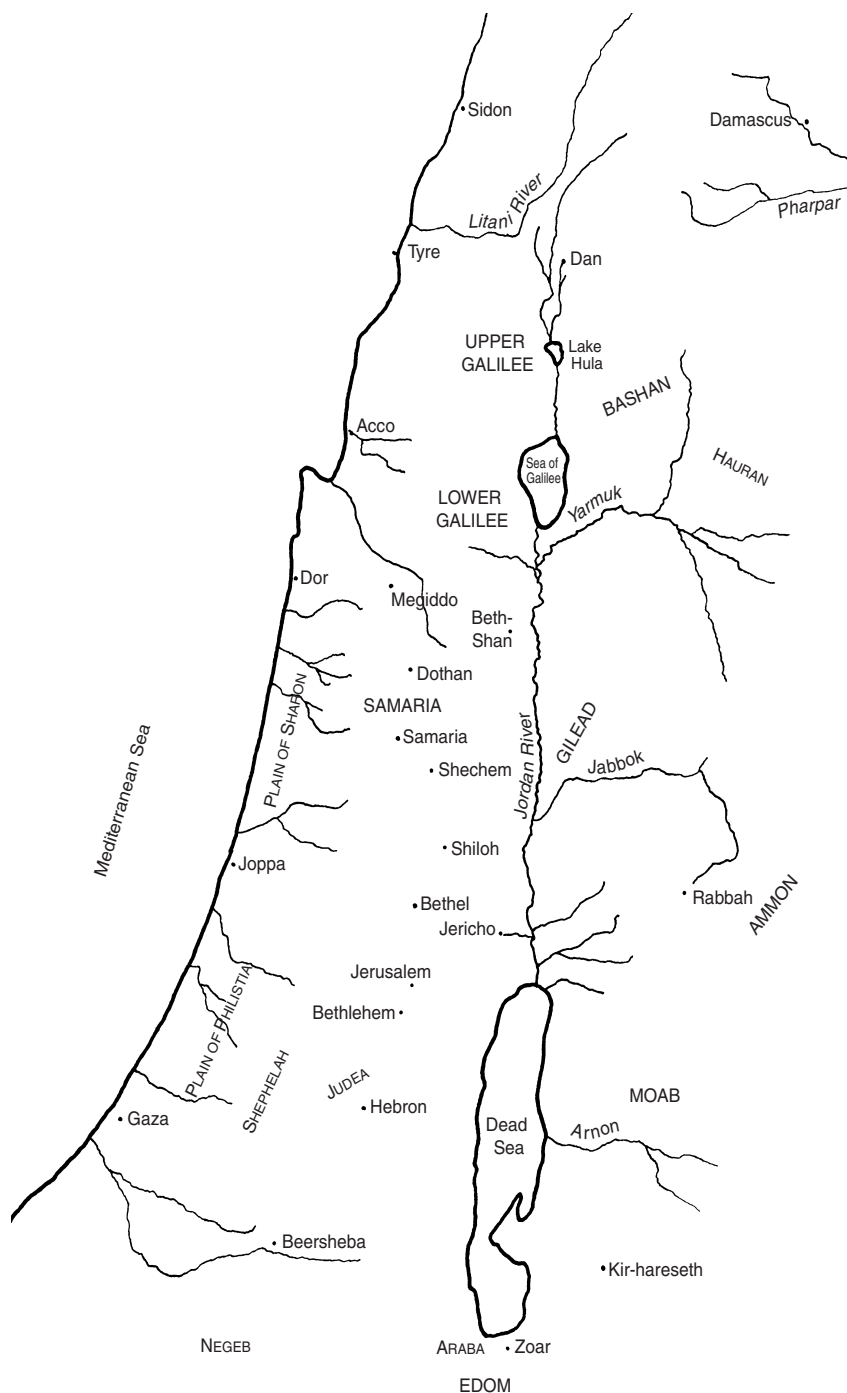 Sidon
Damascus
Litani River
Pharpar
Tyre
Dan
UPPER
GALILEE
Lake
Hula
BASHAN
Acco
HAURAN
Sea of
Galilee
LOWER
GALILEE
Yarmuk
Dor
Megiddo
Beth-
Shan
Dothan
PLAIN OF SHARON
SAMARIA
Samaria
Mediterranean Sea
Jordan River
GILEAD
Shechem
Jabbok
Shiloh
Joppa
Rabbah
AMMON
Bethel
Jericho
Jerusalem
Bethlehem
PLAIN OF PHILISTIA
SHEPHELAH
JUDEA
Hebron
MOAB
Gaza
Dead
Sea
Arnon
Beersheba
Kir-hareseth
NEGEB
ARABA
Zoar
EDOM